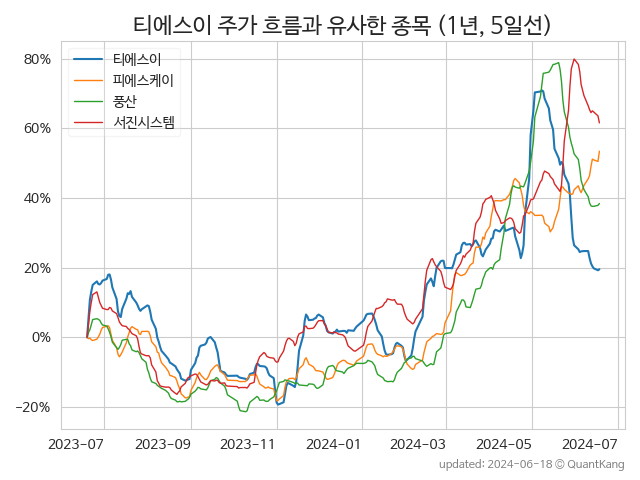 티에스이 주가 흐름과 유사한 종목 (1년, 5일선)
티에스이
피에스케이
풍산
서진시스템
80%
60%
40%
20%
0%
−20%
2023-07 2023-09 2023-11 2024-01 2024-03 2024-05 2024-07
updated: 2024-06-18 © QuantKang